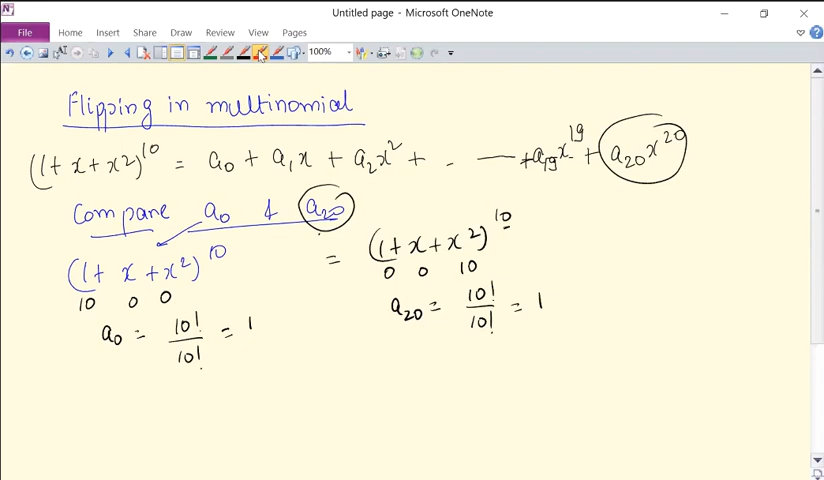 Untitled page - Microsoft OneNote
File Home Insert Share Draw Review View Pages
100%
Flipping in multinomial
(1+x+x²)¹⁰ = a₀ + a₁x + a₂x² + . —— +a₁₉x¹⁹ + a₂₀x²⁰
Compare a₀ & a₂₀
(1+ x +x²)¹⁰ = (1+x+x²)¹⁰
10 0 0 0 0 10
a₀ = 10!/10! = 1 a₂₀ = 10!/10! = 1